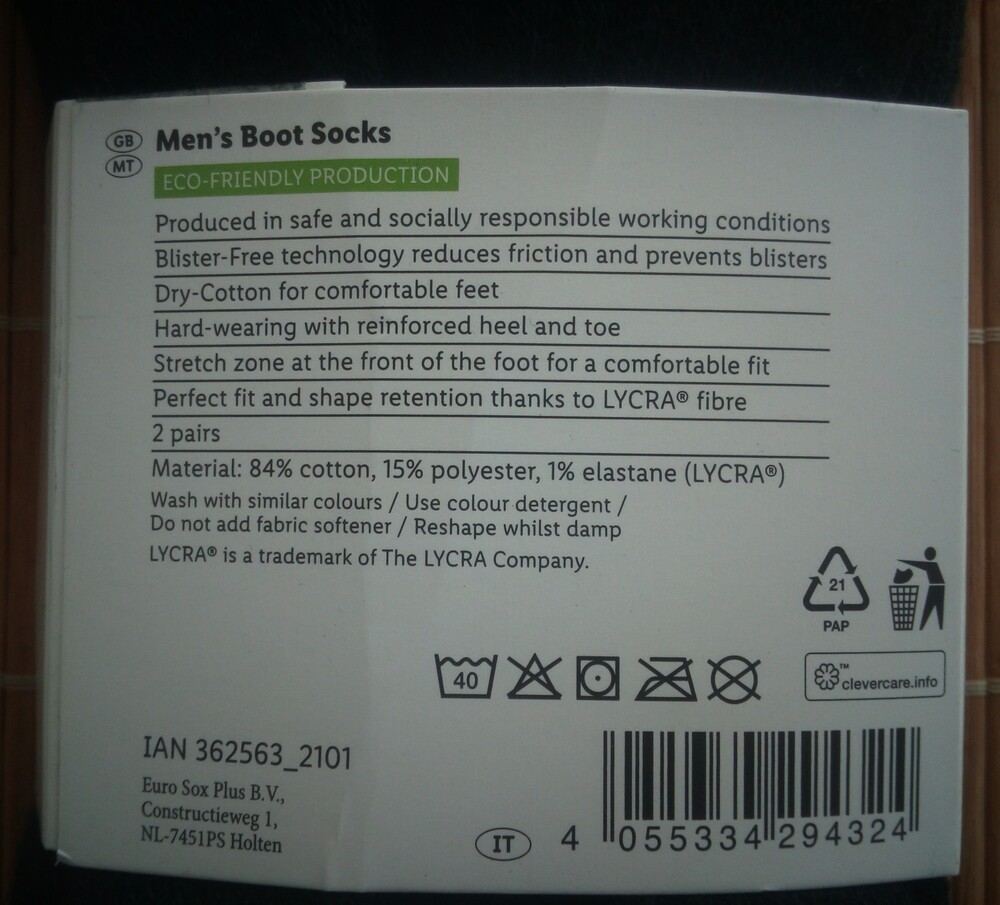 GB Men's Boot Socks
MT
ECO-FRIENDLY PRODUCTION
Produced in safe and socially responsible working conditions
Blister-Free technology reduces friction and prevents blisters
Dry-Cotton for comfortable feet
Hard-wearing with reinforced heel and toe
Stretch zone at the front of the foot for a comfortable fit
Perfect fit and shape retention thanks to LYCRA® fibre
2 pairs
Material: 84% cotton, 15% polyester, 1% elastane (LYCRA®)
Wash with similar colours / Use colour detergent /
Do not add fabric softener / Reshape whilst damp
LYCRA® is a trademark of The LYCRA Company.
21
PAP
40
™ clevercare.info
IAN 362563_2101
Euro Sox Plus B.V.,
Constructieweg 1,
NL-7451PS Holten
IT
4 055334 294324